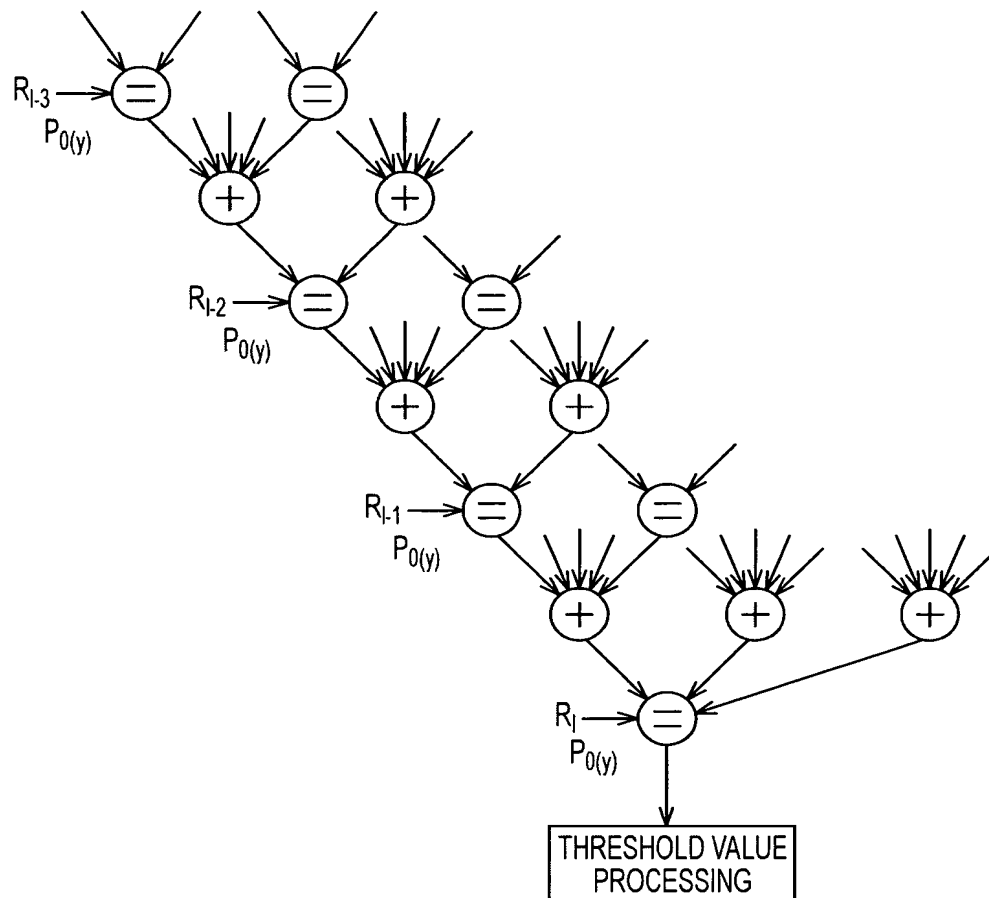 R_{l-3}
P_{0(y)}
=
=
+
+
R_{l-2}
P_{0(y)}
=
=
+
+
R_{l-1}
P_{0(y)}
=
=
+
+
+
R_l
P_{0(y)}
=
THRESHOLD VALUE
PROCESSING